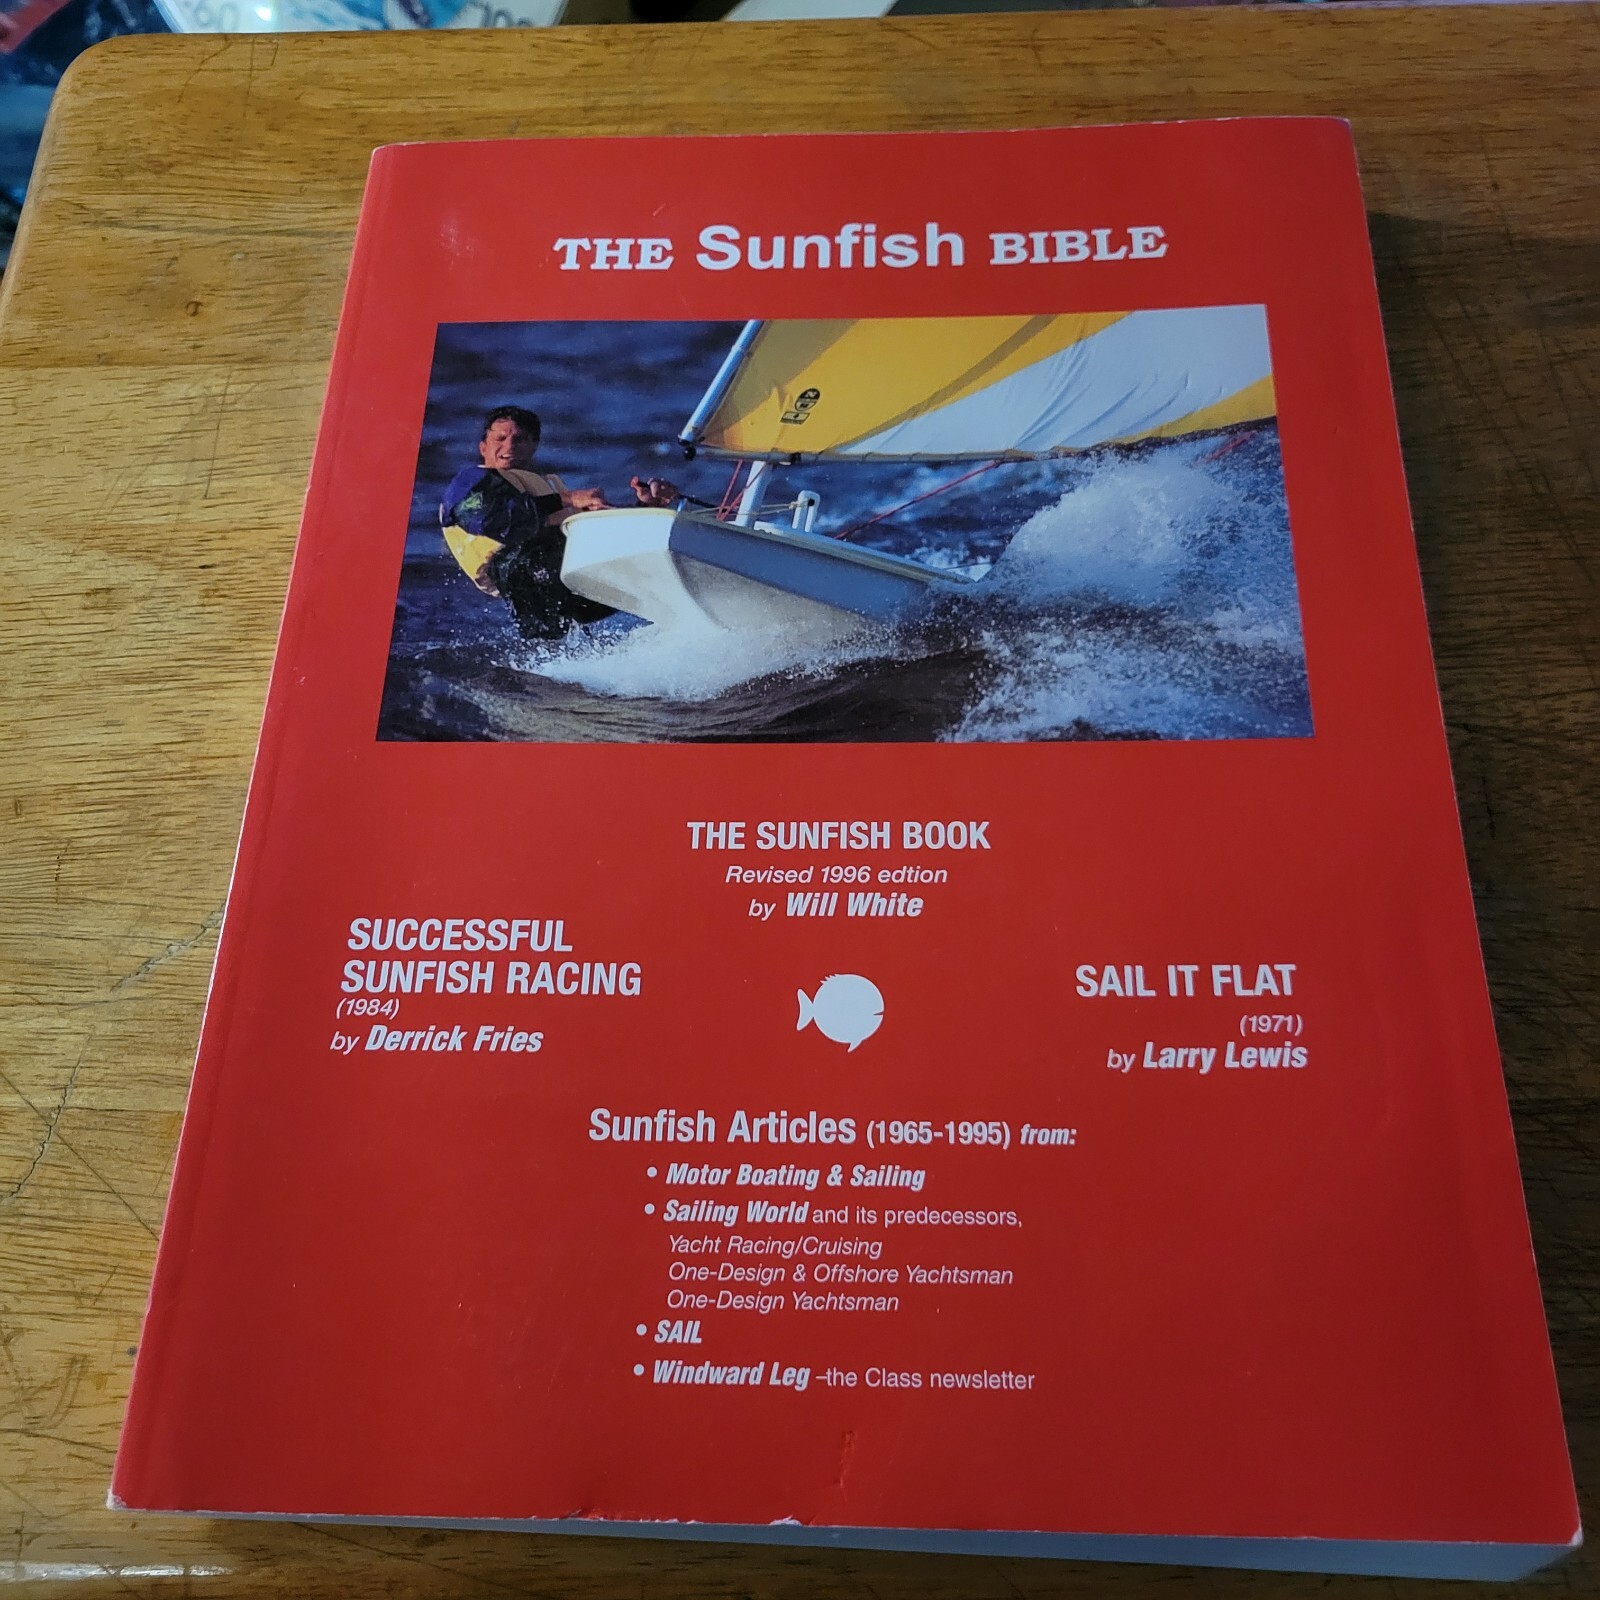 THE Sunfish BIBLE
THE SUNFISH BOOK
Revised 1996 edtion
by Will White
SUCCESSFUL
SUNFISH RACING
(1984)
by Derrick Fries
SAIL IT FLAT
(1971)
by Larry Lewis
Sunfish Articles (1965-1995) from:
• Motor Boating & Sailing
• Sailing World and its predecessors,
Yacht Racing/Cruising
One-Design & Offshore Yachtsman
One-Design Yachtsman
• SAIL
• Windward Leg –the Class newsletter